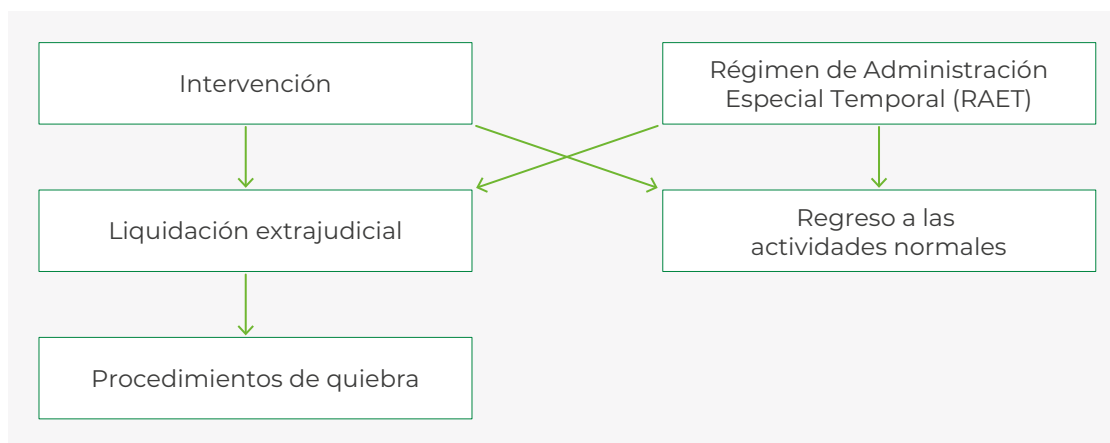 Intervención
Régimen de Administración
Especial Temporal (RAET)
Liquidación extrajudicial
Regreso a las
actividades normales
Procedimientos de quiebra